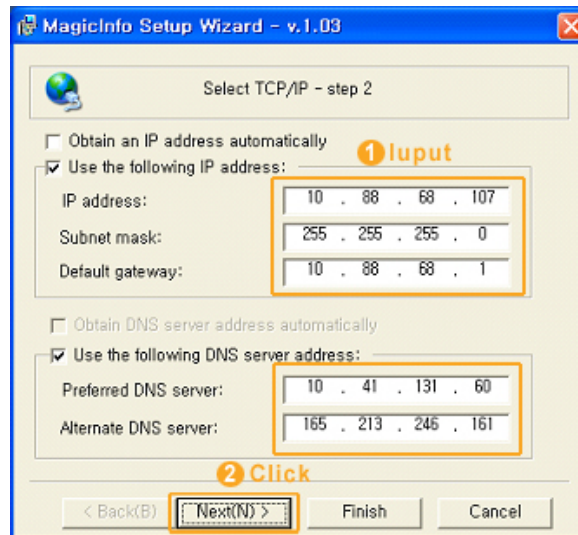 MagicInfo Setup Wizard - v.1.03
Select TCP/IP - step 2
Obtain an IP address automatically
1 Iuput
Use the following IP address:
IP address: 10 . 88 . 68 . 107
Subnet mask: 255 . 255 . 255 . 0
Default gateway: 10 . 88 . 68 . 1
Obtain DNS server address automatically
Use the following DNS server address:
Preferred DNS server: 10 . 41 . 131 . 60
Alternate DNS server: 165 . 213 . 246 . 161
2 Click
< Back(B) Next(N) > Finish Cancel